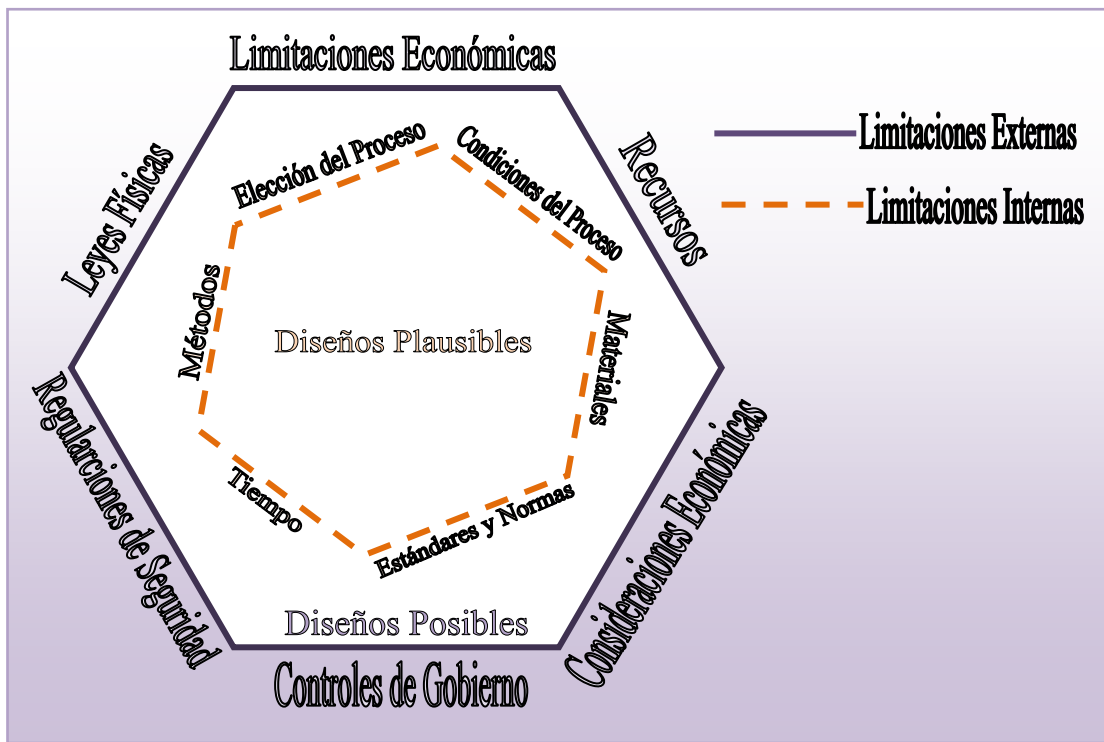 Limitaciones Económicas
Leyes Físicas
Elección del Proceso
Condiciones del Proceso
Recursos
Limitaciones Externas
Limitaciones Internas
Métodos
Diseños Plausibles
Materiales
Regularciones de Seguridad
Tiempo
Estándares y Normas
Consideraciones Económicas
Diseños Posibles
Controles de Gobierno